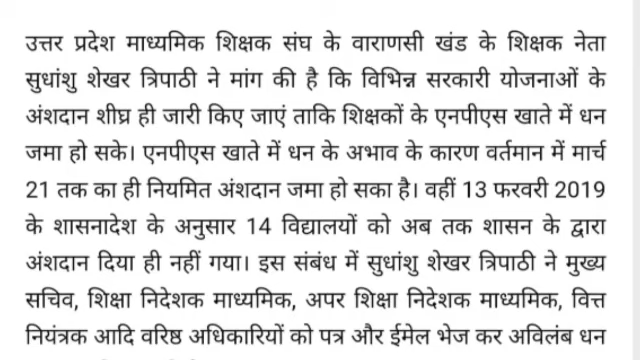 उत्तर प्रदेश माध्यमिक शिक्षक संघ के वाराणसी खंड के शिक्षक नेता
सुधांशु शेखर त्रिपाठी ने मांग की है कि विभिन्न सरकारी योजनाओं के
अंशदान शीघ्र ही जारी किए जाएं ताकि शिक्षकों के एनपीएस खाते में धन
जमा हो सके। एनपीएस खाते में धन के अभाव के कारण वर्तमान में मार्च
21 तक का ही नियमित अंशदान जमा हो सका है। वहीं 13 फरवरी 2019
के शासनादेश के अनुसार 14 विद्यालयों को अब तक शासन के द्वारा
अंशदान दिया ही नहीं गया। इस संबंध में सुधांशु शेखर त्रिपाठी ने मुख्य
सचिव, शिक्षा निदेशक माध्यमिक, अपर शिक्षा निदेशक माध्यमिक, वित्त
नियंत्रक आदि वरिष्ठ अधिकारियों को पत्र और ईमेल भेज कर अविलंब धन